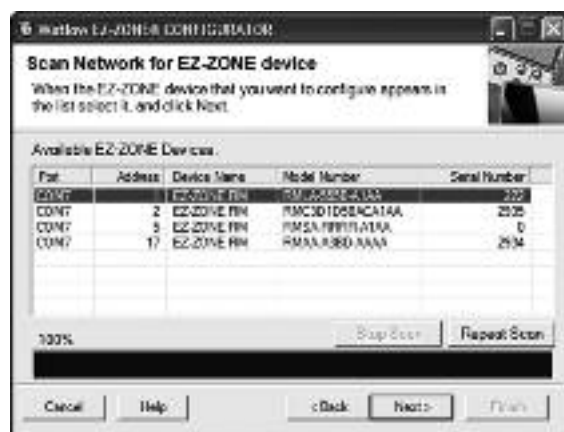 Watlow EZ-ZONE® CONFIGURATOR
Scan Network for EZ-ZONE device
When the EZ-ZONE device that you want to configure appears in
the list select it, and click Next.
Available EZ-ZONE Devices.
Port Address Device Name Model Number Serial Number
COM7 EZ-ZONE RM
COM7 2 EZ-ZONE RM 2935
COM7 5 EZ-ZONE RM 0
COM7 17 EZ-ZONE RM 2934
100% Stop Scan Repeat Scan
Cancel Help < Back Next > Finish